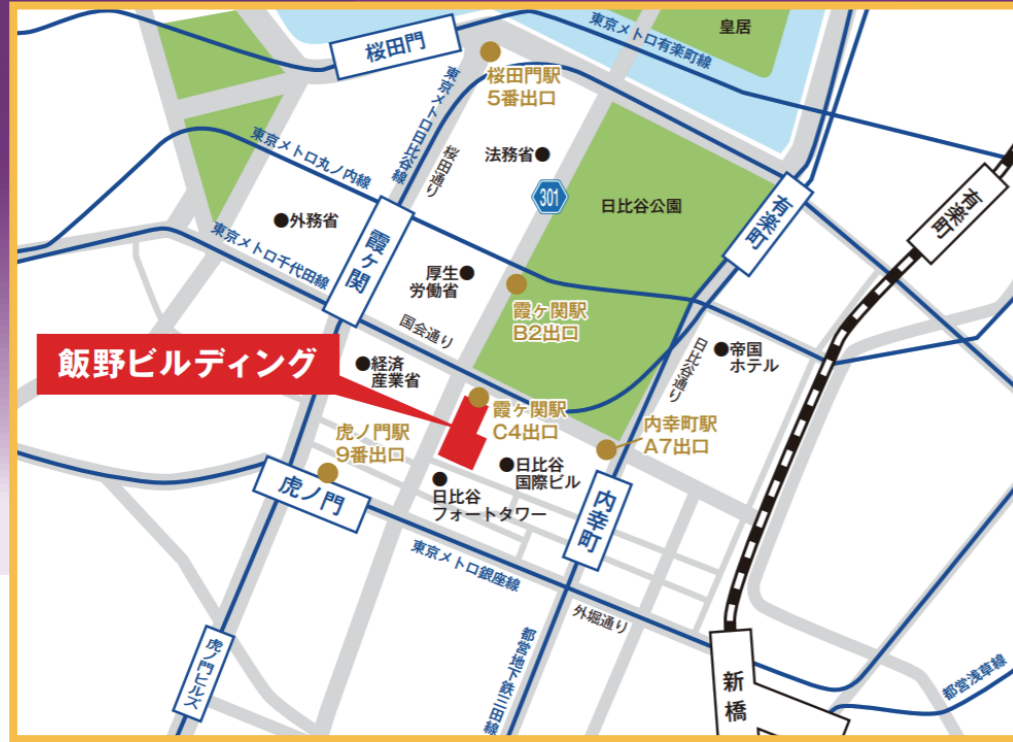 皇居
東京メトロ有楽町線
桜田門
桜田門駅
5番出口
東京メトロ日比谷線
桜田通り
法務省
301
日比谷公園
有楽町
有楽町
東京メトロ丸ノ内線
外務省
東京メトロ千代田線
霞ヶ関
厚生
労働省
霞ヶ関駅
B2出口
国会通り
日比谷通り
帝国
ホテル
飯野ビルディング
経済
産業省
霞ヶ関駅
C4出口
内幸町駅
A7出口
虎ノ門駅
9番出口
日比谷
国際ビル
日比谷
フォートタワー
虎ノ門
内幸町
東京メトロ銀座線
外堀通り
虎ノ門ヒルズ
都営地下鉄三田線
新橋
都営浅草線